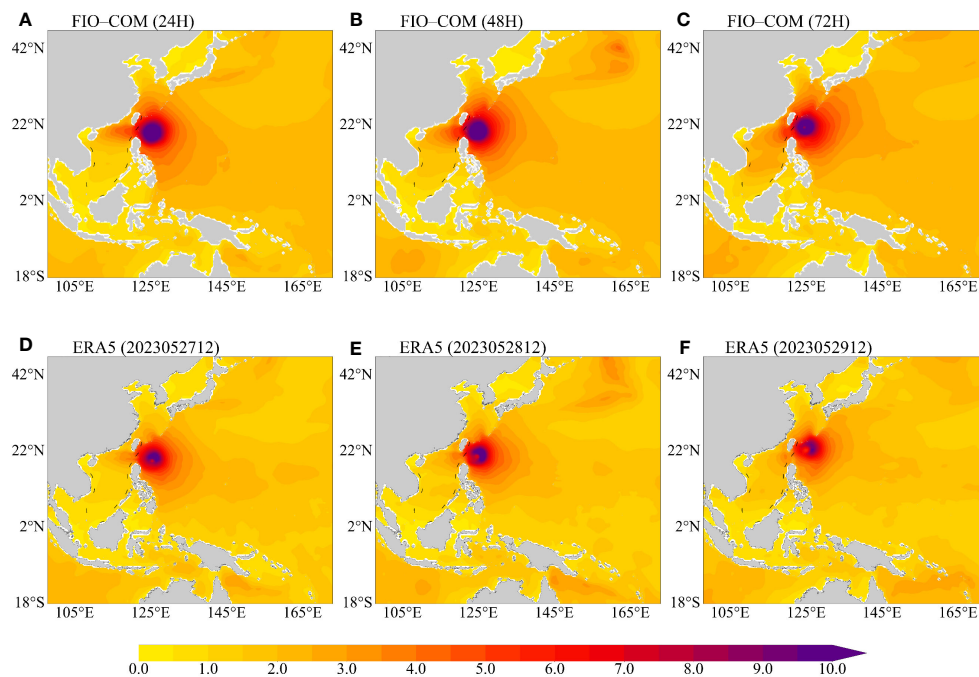 A FIO–COM (24H)
B FIO–COM (48H)
C FIO–COM (72H)
42°N 42°N 42°N
22°N 22°N 22°N
2°N 2°N 2°N
18°S 18°S 18°S
105°E 125°E 145°E 165°E 105°E 125°E 145°E 165°E 105°E 125°E 145°E 165°E
D ERA5 (2023052712)
E ERA5 (2023052812)
F ERA5 (2023052912)
42°N 42°N 42°N
22°N 22°N 22°N
2°N 2°N 2°N
18°S 18°S 18°S
105°E 125°E 145°E 165°E 105°E 125°E 145°E 165°E 105°E 125°E 145°E 165°E
0.0 1.0 2.0 3.0 4.0 5.0 6.0 7.0 8.0 9.0 10.0